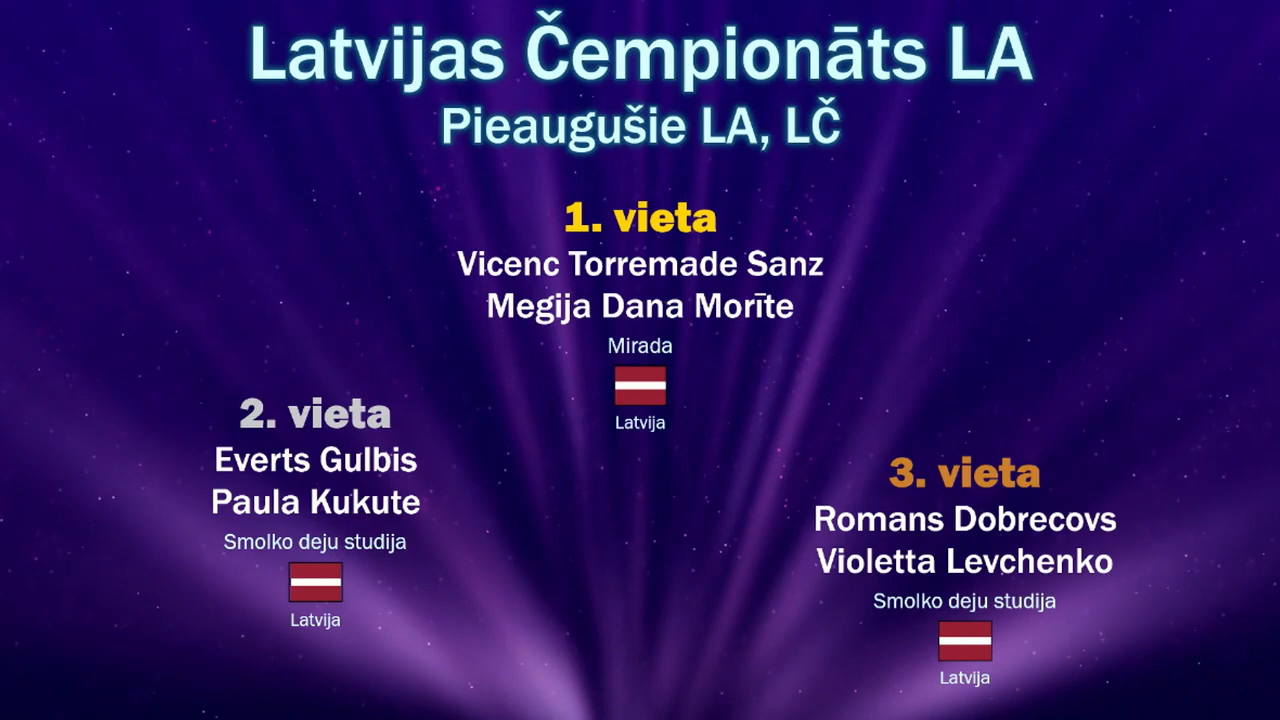 Latvijas Čempionāts LA
Pieaugušie LA, LČ
1. vieta
Vicenc Torremade Sanz
Megija Dana Morīte
Mirada
Latvija
2. vieta
Everts Gulbis
Paula Kukute
Smolko deju studija
Latvija
3. vieta
Romans Dobrecovs
Violetta Levchenko
Smolko deju studija
Latvija